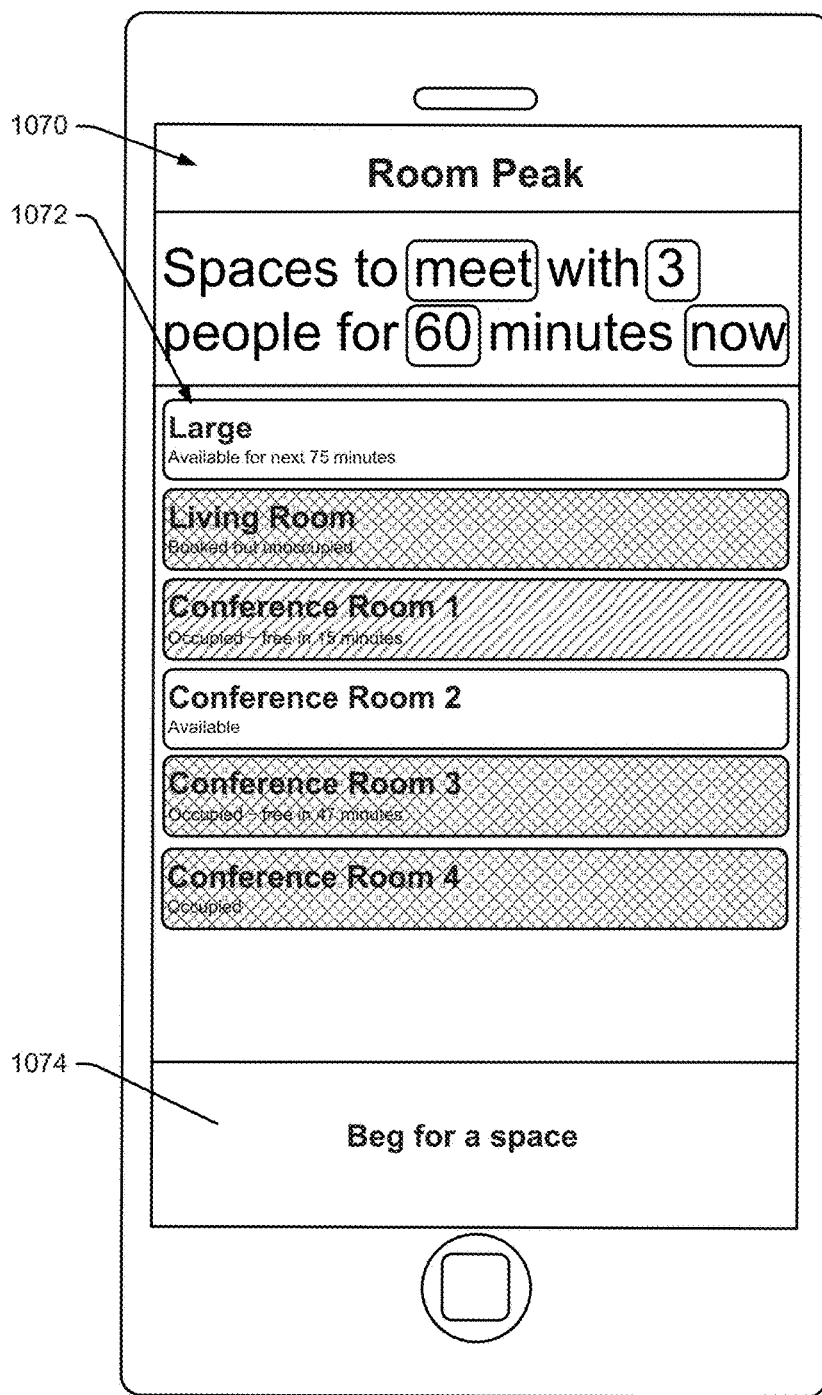 1070
Room Peak
1072
Spaces to meet with 3
people for 60 minutes now
Large
Available for next 75 minutes
Living Room
Booked but unoccupied
Conference Room 1
Occupied - free in 15 minutes
Conference Room 2
Available
Conference Room 3
Occupied - free in 47 minutes
Conference Room 4
Occupied
1074
Beg for a space